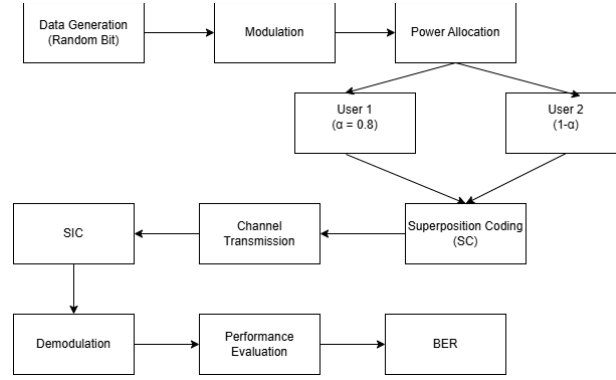 Data Generation
(Random Bit)
Modulation
Power Allocation
User 1
(α = 0.8)
User 2
(1-α)
Superposition Coding
(SC)
Channel
Transmission
SIC
Demodulation
Performance
Evaluation
BER